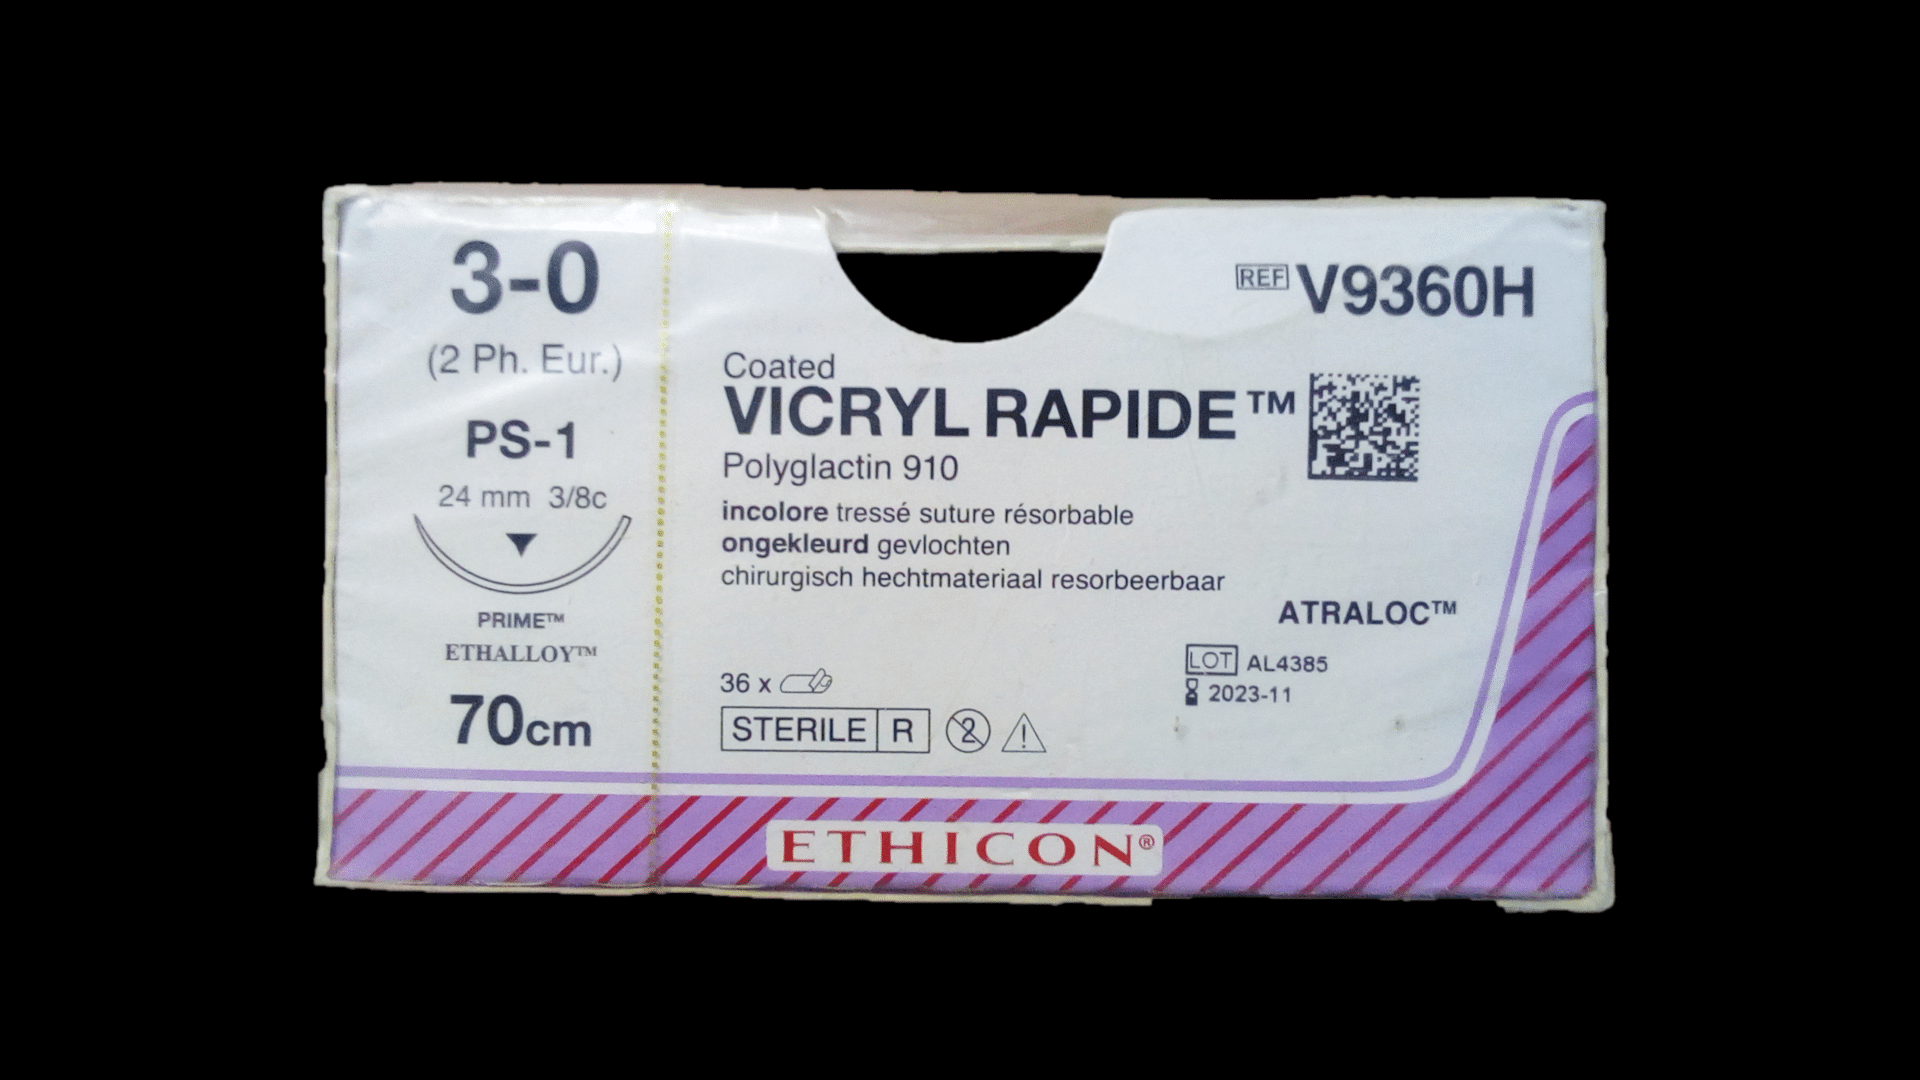 3-0
(2 Ph. Eur.)
PS-1
24 mm 3/8c
PRIME™
ETHALLOY™
70cm
REF V9360H
Coated
VICRYL RAPIDE™
Polyglactin 910
incolore tressé suture résorbable
ongekleurd gevlochten
chirurgisch hechtmateriaal resorbeerbaar
ATRALOC™
LOT AL4385
2023-11
36 x
STERILE R
2
!
ETHICON®